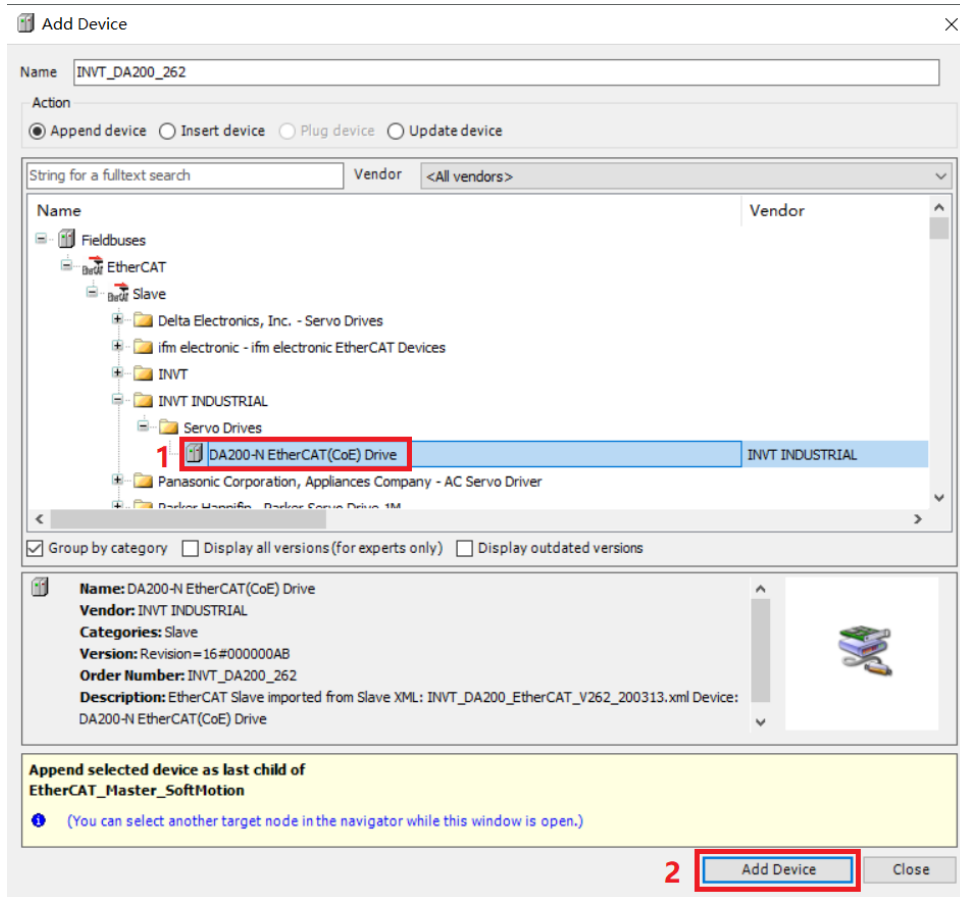 Add Device
Name INVT_DA200_262
Action
Append device Insert device Plug device Update device
String for a fulltext search Vendor <All vendors>
Name Vendor
Fieldbuses
EtherCAT
Slave
Delta Electronics, Inc. - Servo Drives
ifm electronic - ifm electronic EtherCAT Devices
INVT
INVT INDUSTRIAL
Servo Drives
1 DA200-N EtherCAT(CoE) Drive INVT INDUSTRIAL
Panasonic Corporation, Appliances Company - AC Servo Driver
Parker Hannifin - Parker Servo Drive 1M
Group by category Display all versions (for experts only) Display outdated versions
Name: DA200-N EtherCAT(CoE) Drive
Vendor: INVT INDUSTRIAL
Categories: Slave
Version: Revision=16#000000AB
Order Number: INVT_DA200_262
Description: EtherCAT Slave imported from Slave XML: INVT_DA200_EtherCAT_V262_200313.xml Device:
DA200-N EtherCAT(CoE) Drive
Append selected device as last child of
EtherCAT_Master_SoftMotion
(You can select another target node in the navigator while this window is open.)
2 Add Device Close